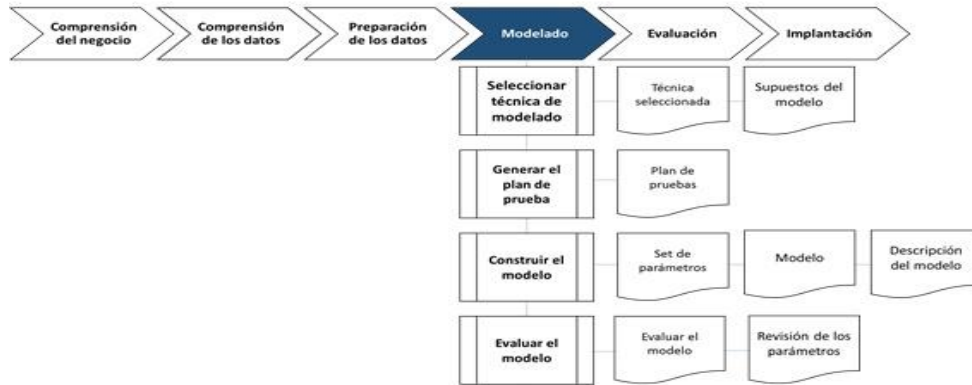 Comprensión
del negocio
Comprensión
de los datos
Preparación
de los datos
Modelado
Evaluación
Implantación
Seleccionar
técnica de
modelado
Técnica
seleccionada
Supuestos del
modelo
Generar el
plan de
prueba
Plan de
pruebas
Construir el
modelo
Set de
parámetros
Modelo
Descripción
del modelo
Evaluar el
modelo
Evaluar el
modelo
Revisión de los
parámetros